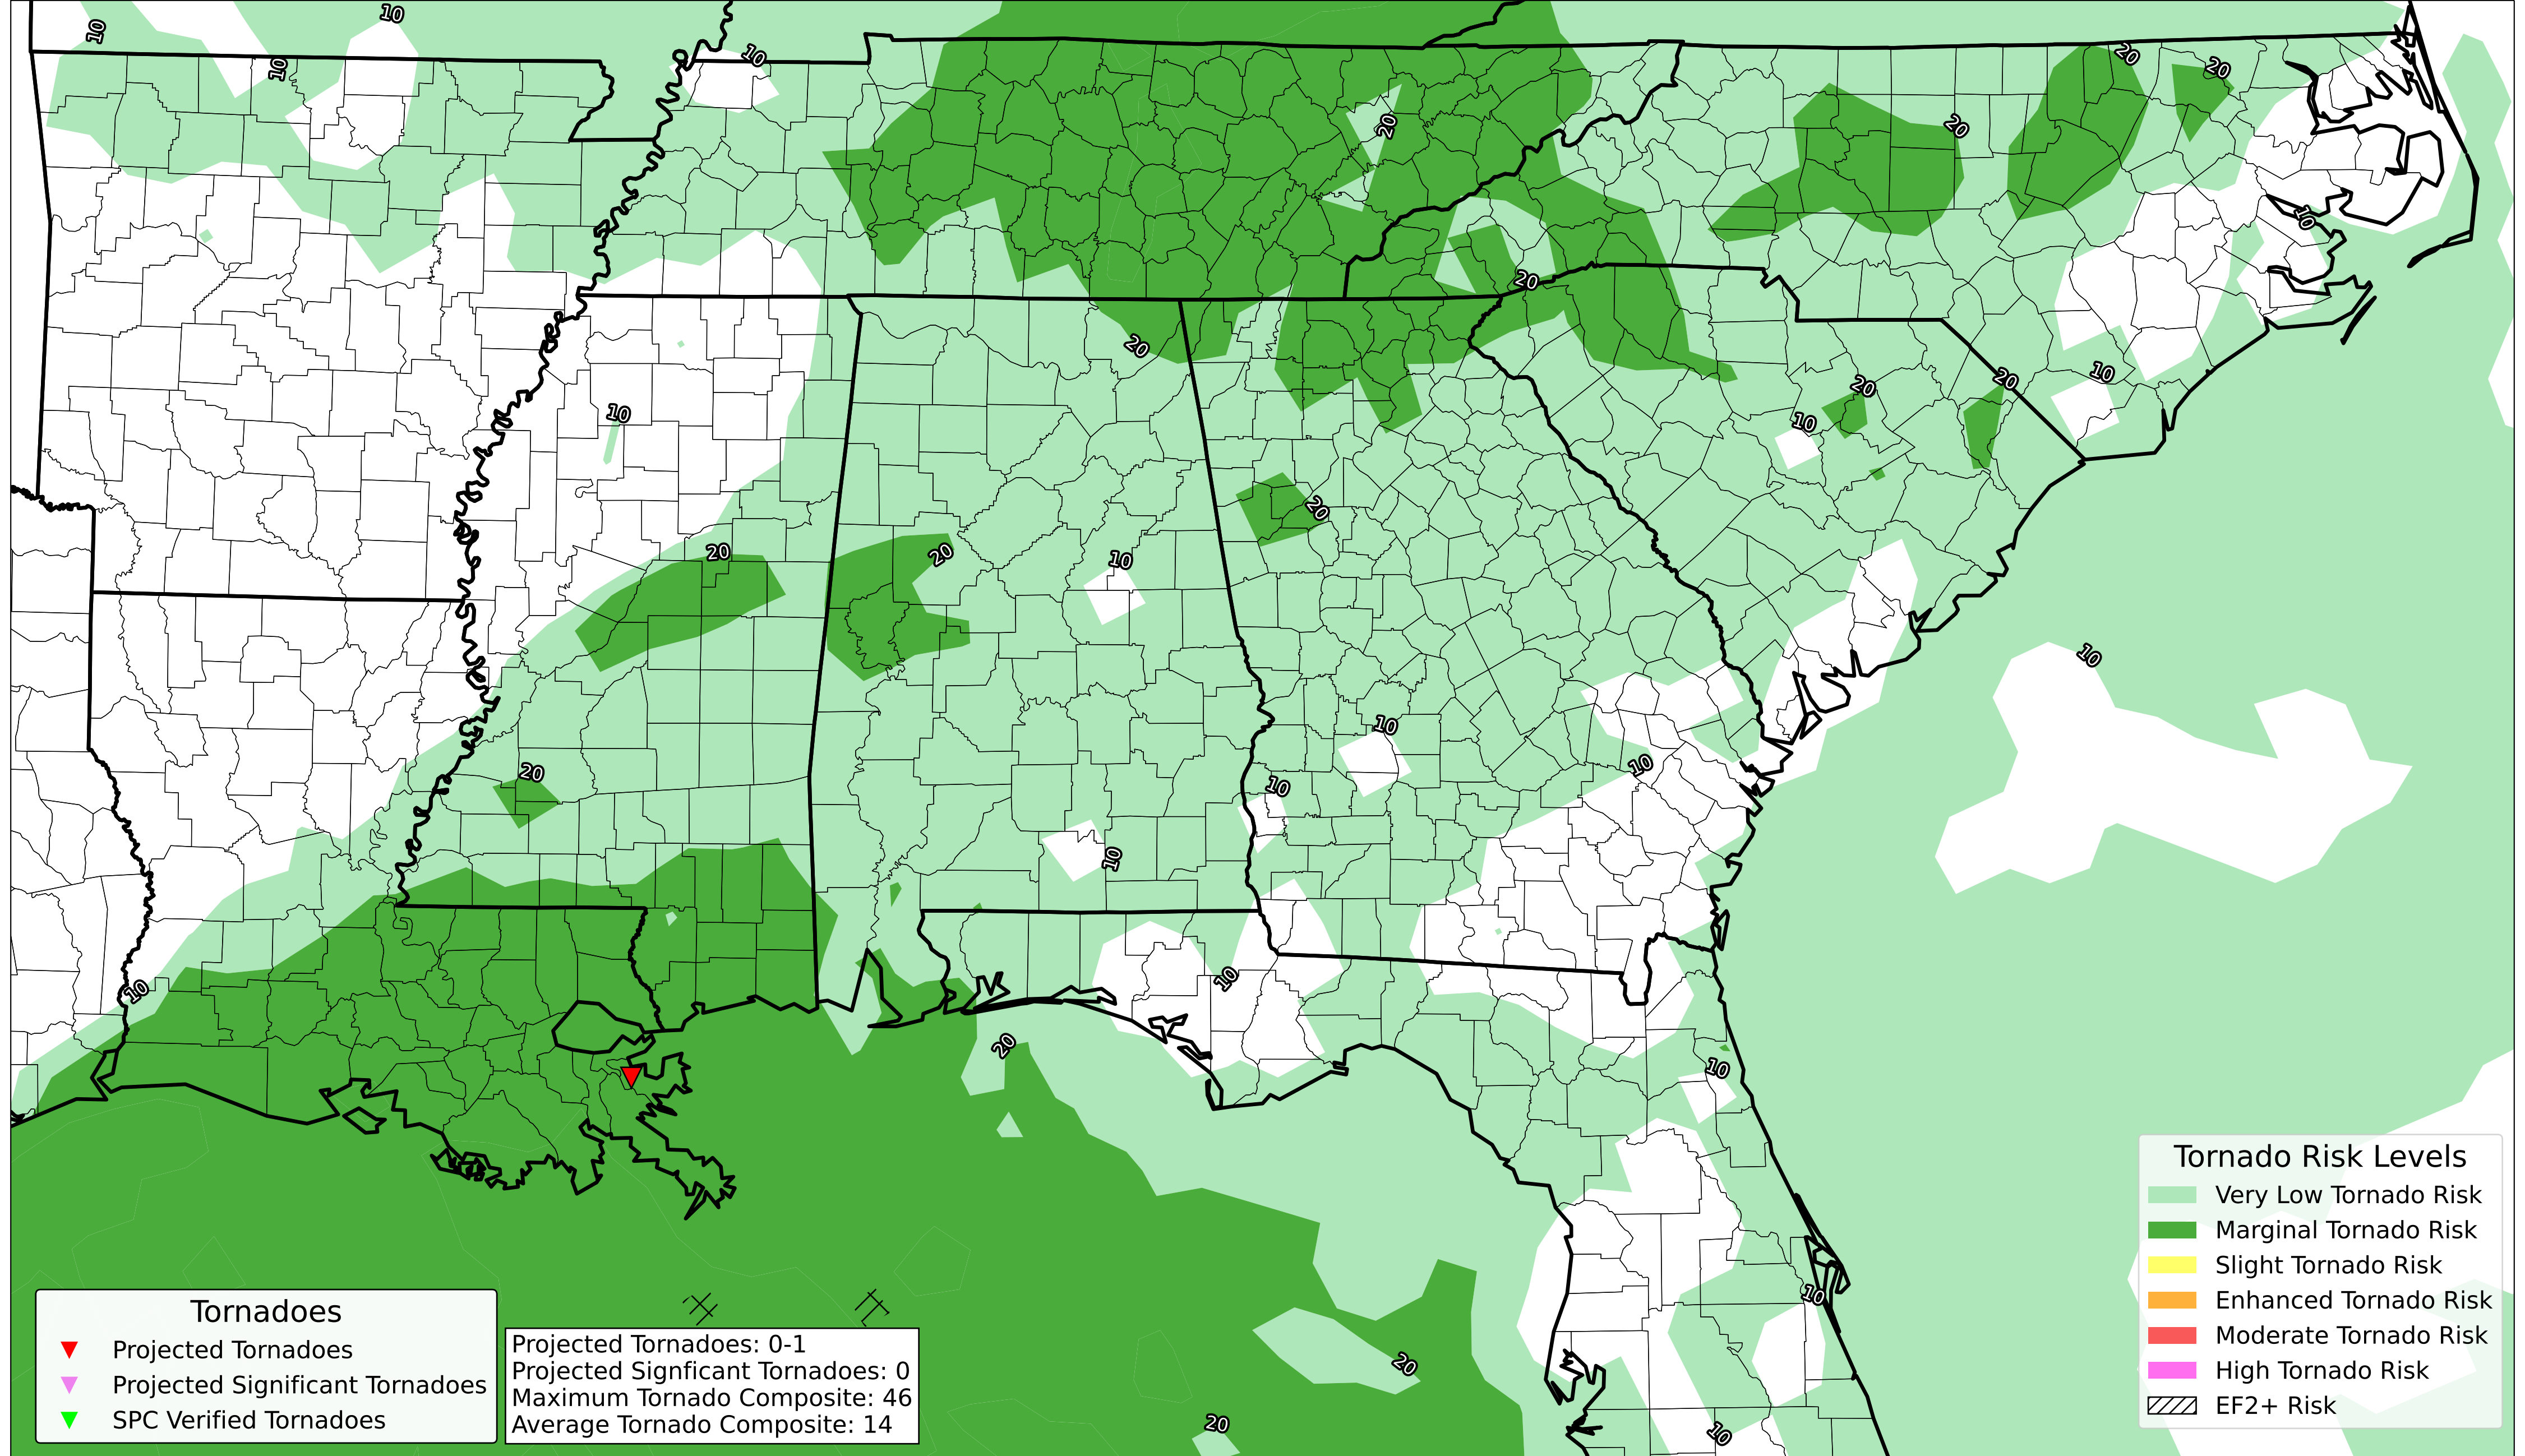 10
10
10
10
20
20
20
20
10
20
20
20
20
10
10
10
20
20
20
10
10
20
10
10
10
10
20
10
10
10
20
10
10
20
20
10
Tornado Risk Levels
Very Low Tornado Risk
Marginal Tornado Risk
Slight Tornado Risk
Enhanced Tornado Risk
Moderate Tornado Risk
High Tornado Risk
EF2+ Risk
Tornadoes
Projected Tornadoes
Projected Significant Tornadoes
SPC Verified Tornadoes
Projected Tornadoes: 0-1
Projected Signficant Tornadoes: 0
Maximum Tornado Composite: 46
Average Tornado Composite: 14